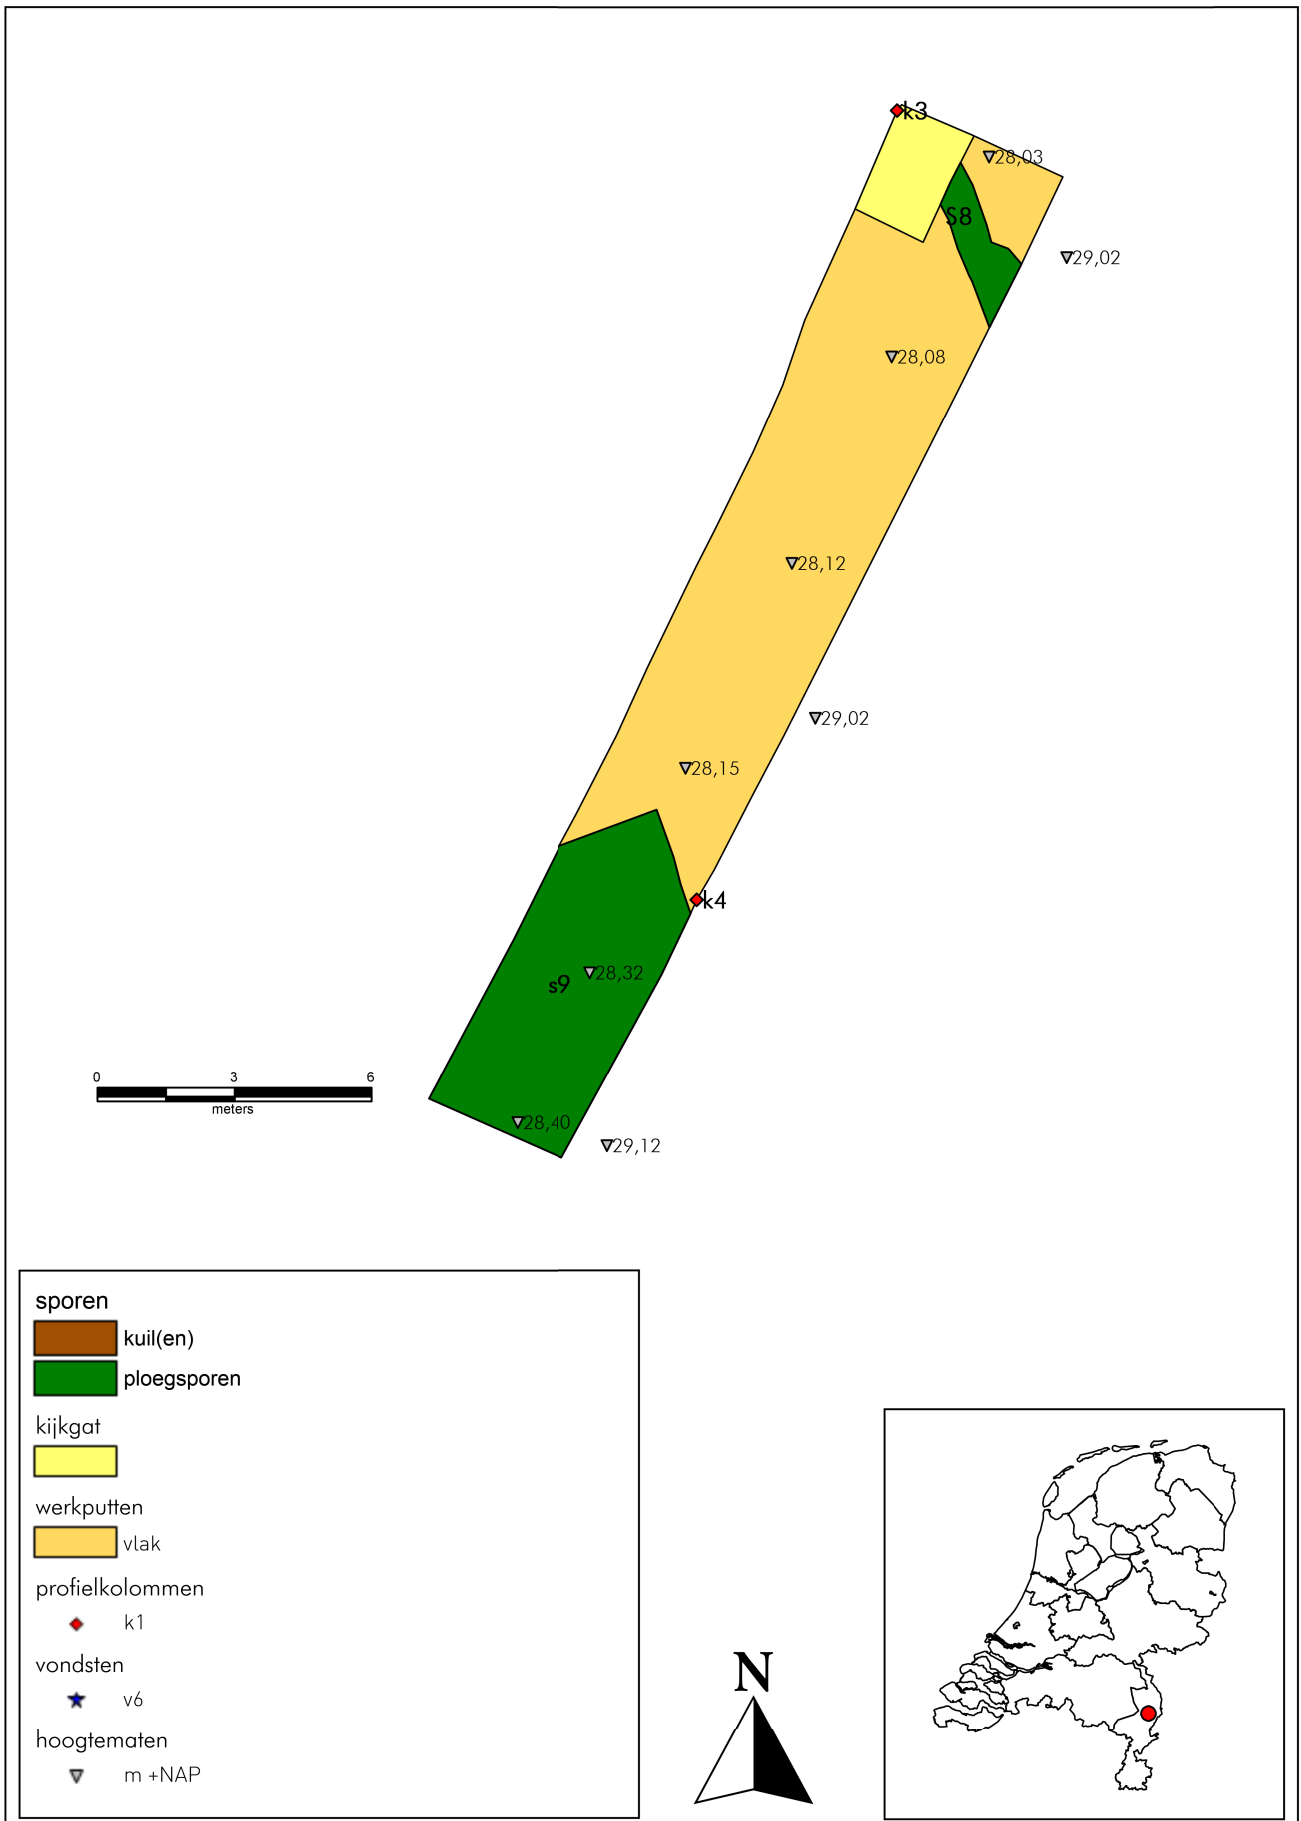 k3
28,03
S8
29,02
28,08
28,12
29,02
28,15
k4
28,32
s9
0 3 6
meters
28,40
29,12
sporen
kuil(en)
ploegsporen
kijkgat
werkputten
vlak
profielkolommen
k1
vondsten
v6
hoogtematen
m +NAP
N